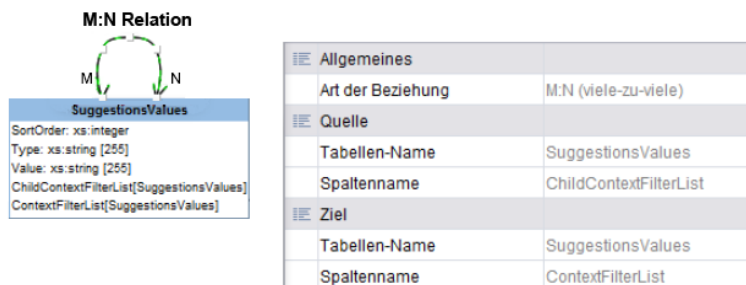 M:N Relation
M
N
SuggestionsValues
SortOrder: xs:integer
Type: xs:string [255]
Value: xs:string [255]
ChildContextFilterList[SuggestionsValues]
ContextFilterList[SuggestionsValues]
Allgemeines
Art der Beziehung M:N (viele-zu-viele)
Quelle
Tabellen-Name SuggestionsValues
Spaltenname ChildContextFilterList
Ziel
Tabellen-Name SuggestionsValues
Spaltenname ContextFilterList